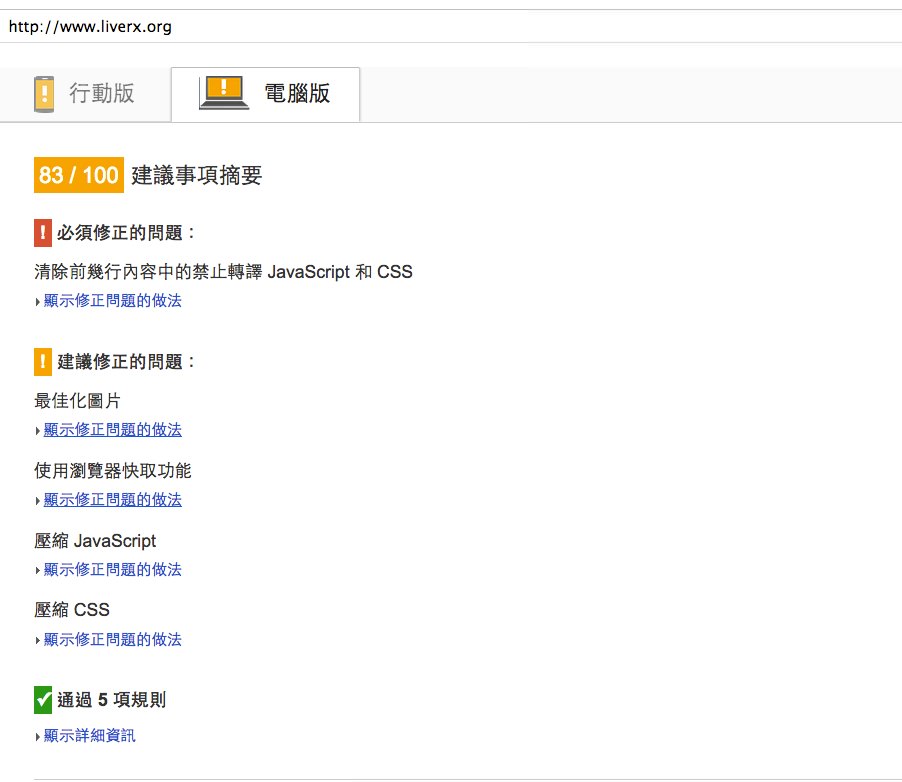 http://www.liverx.org
行動版 電腦版
83 / 100 建議事項摘要
! 必須修正的問題：
清除前幾行內容中的禁止轉譯 JavaScript 和 CSS
顯示修正問題的做法
! 建議修正的問題：
最佳化圖片
顯示修正問題的做法
使用瀏覽器快取功能
顯示修正問題的做法
壓縮 JavaScript
顯示修正問題的做法
壓縮 CSS
顯示修正問題的做法
通過 5 項規則
顯示詳細資訊